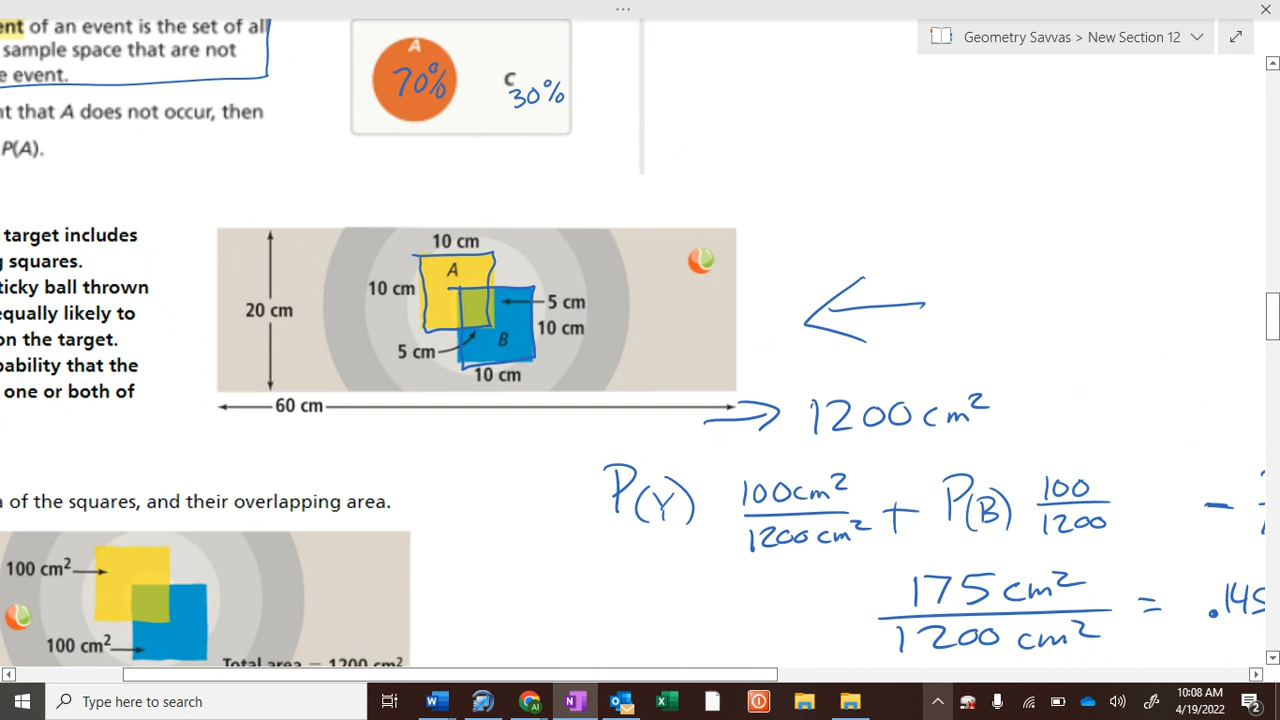 Geometry Savvas > New Section 12
ent of an event is the set of all
sample space that are not
e event.
nt that A does not occur, then
P(A).
A
70%
C
30%
target includes
g squares.
ticky ball thrown
equally likely to
on the target.
bability that the
one or both of
10 cm
A
10 cm
20 cm
5 cm
10 cm
B
5 cm
10 cm
60 cm
1200 cm²
P(Y) 100cm²/1200cm² + P(B) 100/1200 -
175 cm²/1200 cm² = .145
a of the squares, and their overlapping area.
100 cm²
100 cm²
Total area = 1200 cm²
Type here to search
10:08 AM
4/19/2022
2